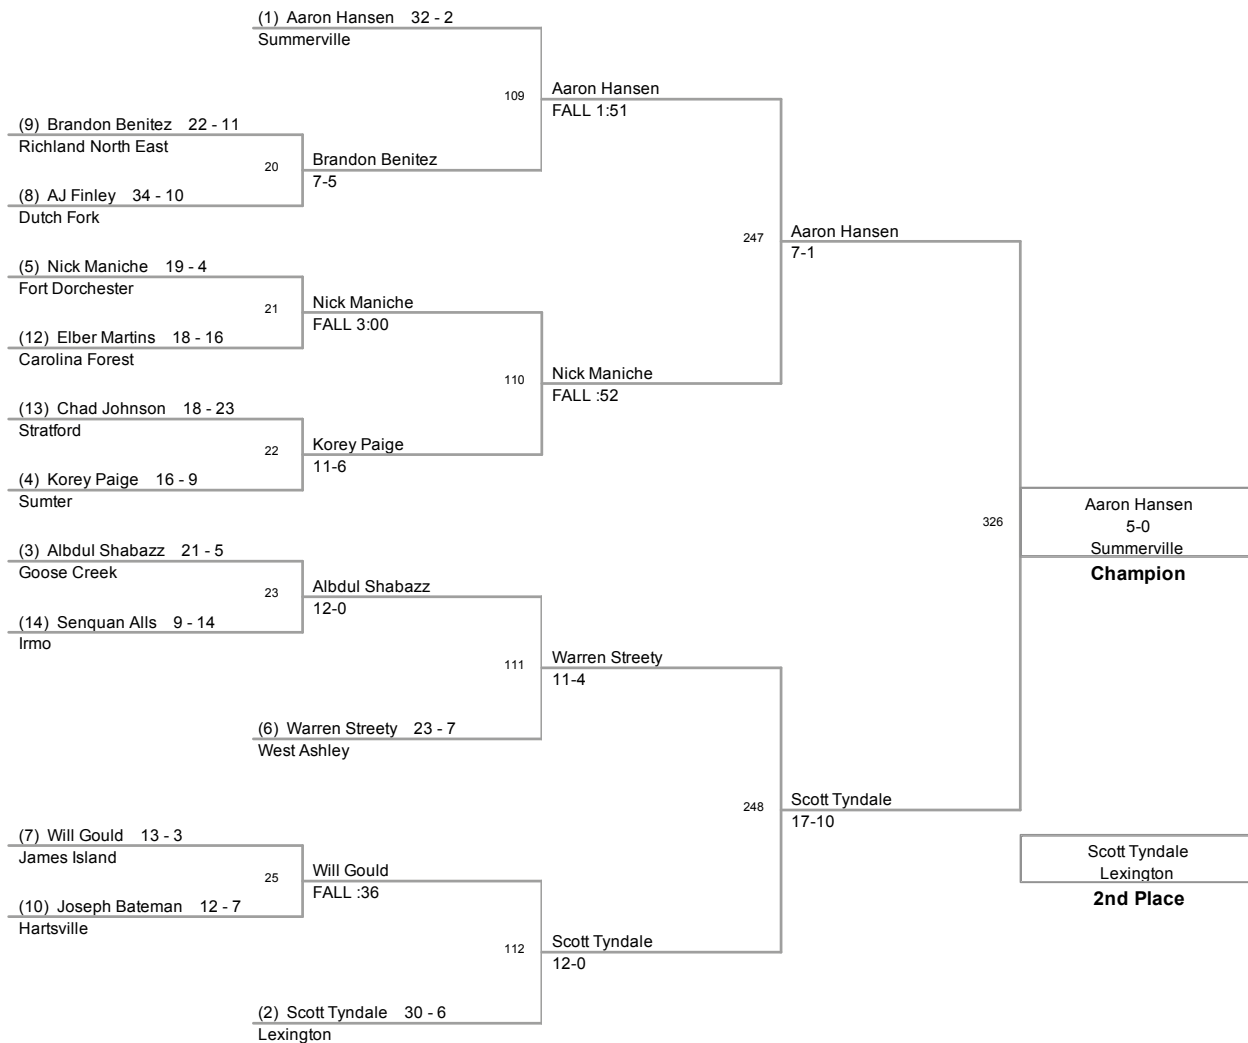 (1) Aaron Hansen 32 - 2
Summerville
109
Aaron Hansen
FALL 1:51
(9) Brandon Benitez 22 - 11
Richland North East
20
Brandon Benitez
7-5
(8) AJ Finley 34 - 10
Dutch Fork
247
Aaron Hansen
7-1
(5) Nick Maniche 19 - 4
Fort Dorchester
21
Nick Maniche
FALL 3:00
(12) Elber Martins 18 - 16
Carolina Forest
110
Nick Maniche
FALL :52
(13) Chad Johnson 18 - 23
Stratford
22
Korey Paige
11-6
(4) Korey Paige 16 - 9
Sumter
326
Aaron Hansen
5-0
Summerville
Champion
(3) Albdul Shabazz 21 - 5
Goose Creek
23
Albdul Shabazz
12-0
(14) Senquan Alls 9 - 14
Irmo
111
Warren Streety
11-4
(6) Warren Streety 23 - 7
West Ashley
248
Scott Tyndale
17-10
(7) Will Gould 13 - 3
James Island
25
Will Gould
FALL :36
(10) Joseph Bateman 12 - 7
Hartsville
Scott Tyndale
Lexington
2nd Place
112
Scott Tyndale
12-0
(2) Scott Tyndale 30 - 6
Lexington